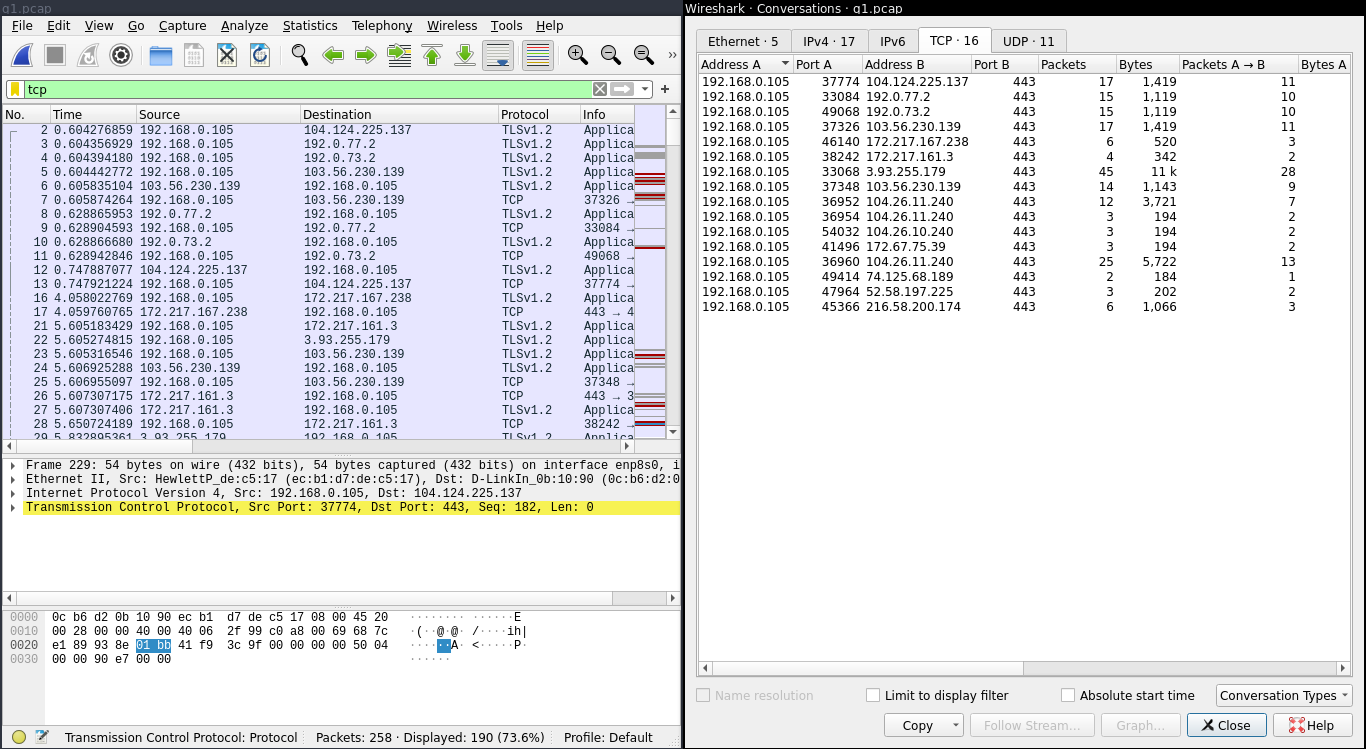 q1.pcap
File Edit View Go Capture Analyze Statistics Telephony Wireless Tools Help
tcp
No. Time Source Destination Protocol Info
2 0.604276859 192.168.0.105 104.124.225.137 TLSv1.2 Applica
3 0.604356929 192.168.0.105 192.0.77.2 TLSv1.2 Applica
4 0.604394180 192.168.0.105 192.0.73.2 TLSv1.2 Applica
5 0.604442772 192.168.0.105 103.56.230.139 TLSv1.2 Applica
6 0.605835104 103.56.230.139 192.168.0.105 TLSv1.2 Applica
7 0.605874264 192.168.0.105 103.56.230.139 TCP 37326 →
8 0.628865963 192.0.77.2 192.168.0.105 TLSv1.2 Applica
9 0.628904593 192.168.0.105 192.0.77.2 TCP 33084 →
10 0.628866680 192.0.73.2 192.168.0.105 TLSv1.2 Applica
11 0.628942846 192.168.0.105 192.0.73.2 TCP 49068 →
12 0.747887077 104.124.225.137 192.168.0.105 TLSv1.2 Applica
13 0.747921224 192.168.0.105 104.124.225.137 TCP 37774 →
16 4.058022769 192.168.0.105 172.217.167.238 TLSv1.2 Applica
17 4.059760765 172.217.167.238 192.168.0.105 TCP 443 → 4
21 5.605183429 192.168.0.105 172.217.161.3 TLSv1.2 Applica
22 5.605274815 192.168.0.105 3.93.255.179 TLSv1.2 Applica
23 5.605316546 192.168.0.105 103.56.230.139 TLSv1.2 Applica
24 5.606925288 103.56.230.139 192.168.0.105 TLSv1.2 Applica
25 5.606955097 192.168.0.105 103.56.230.139 TCP 37348 →
26 5.607307175 172.217.161.3 192.168.0.105 TCP 443 → 3
27 5.607307406 172.217.161.3 192.168.0.105 TLSv1.2 Applica
28 5.650724189 192.168.0.105 172.217.161.3 TCP 38242 →
29 5.832895361 3.93.255.179 192.168.0.105 TLSv1.2 Applica
Frame 229: 54 bytes on wire (432 bits), 54 bytes captured (432 bits) on interface enp8s0, i
Ethernet II, Src: HewlettP_de:c5:17 (ec:b1:d7:de:c5:17), Dst: D-LinkIn_0b:10:90 (0c:b6:d2:0
Internet Protocol Version 4, Src: 192.168.0.105, Dst: 104.124.225.137
Transmission Control Protocol, Src Port: 37774, Dst Port: 443, Seq: 182, Len: 0
0000 0c b6 d2 0b 10 90 ec b1 d7 de c5 17 08 00 45 20 ········ ······E
0010 00 28 00 00 40 00 40 06 2f 99 c0 a8 00 69 68 7c ·(··@·@· /····ih|
0020 e1 89 93 8e 01 bb 41 f9 3c 9f 00 00 00 00 50 04 ······A· <·····P·
0030 00 00 90 e7 00 00 ······
Transmission Control Protocol: Protocol Packets: 258 · Displayed: 190 (73.6%) Profile: Default
Wireshark · Conversations · q1.pcap
Ethernet · 5 IPv4 · 17 IPv6 TCP · 16 UDP · 11
Address A Port A Address B Port B Packets Bytes Packets A → B Bytes A
192.168.0.105 37774 104.124.225.137 443 17 1,419 11
192.168.0.105 33084 192.0.77.2 443 15 1,119 10
192.168.0.105 49068 192.0.73.2 443 15 1,119 10
192.168.0.105 37326 103.56.230.139 443 17 1,419 11
192.168.0.105 46140 172.217.167.238 443 6 520 3
192.168.0.105 38242 172.217.161.3 443 4 342 2
192.168.0.105 33068 3.93.255.179 443 45 11 k 28
192.168.0.105 37348 103.56.230.139 443 14 1,143 9
192.168.0.105 36952 104.26.11.240 443 12 3,721 7
192.168.0.105 36954 104.26.11.240 443 3 194 2
192.168.0.105 54032 104.26.10.240 443 3 194 2
192.168.0.105 41496 172.67.75.39 443 3 194 2
192.168.0.105 36960 104.26.11.240 443 25 5,722 13
192.168.0.105 49414 74.125.68.189 443 2 184 1
192.168.0.105 47964 52.58.197.225 443 3 202 2
192.168.0.105 45366 216.58.200.174 443 6 1,066 3
Name resolution Limit to display filter Absolute start time Conversation Types
Copy Follow Stream... Graph... Close Help